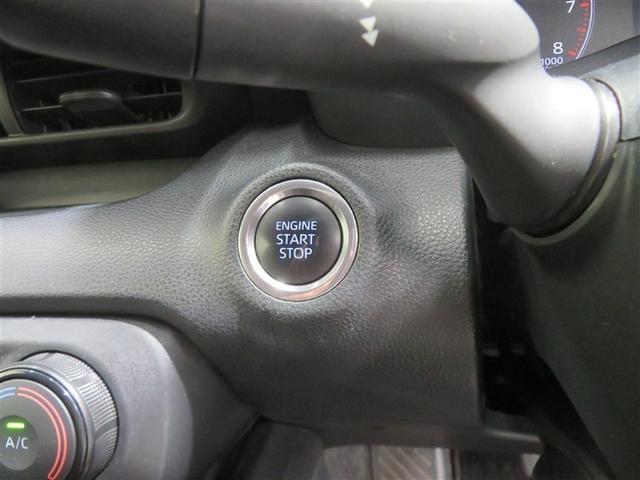 7
8
1000
ENGINE
START
STOP
A/C